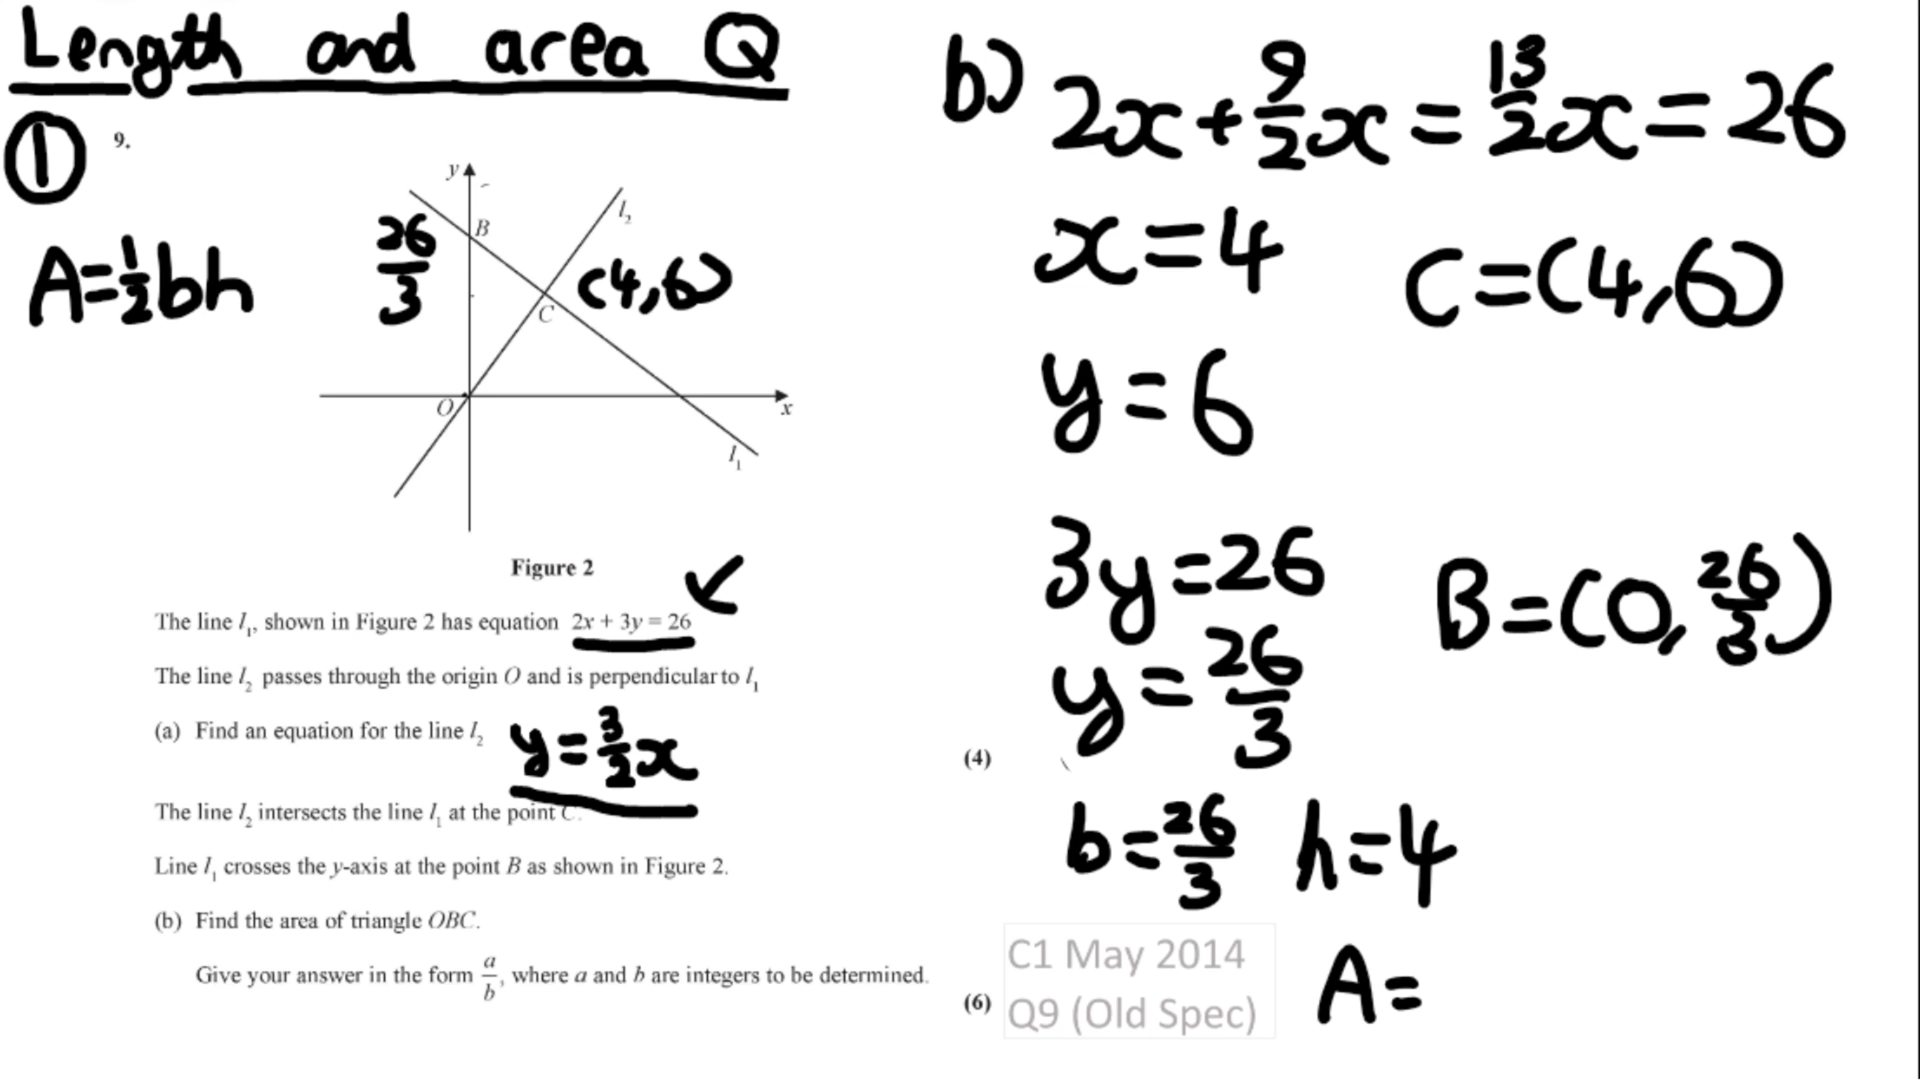 Length and area Q
① 9.
A=½bh
y
B
l₂
26/3
(4,6)
C
O
x
l₁
Figure 2
The line l₁, shown in Figure 2 has equation 2x + 3y = 26
The line l₂ passes through the origin O and is perpendicular to l₁
(a) Find an equation for the line l₂ y=3/2x
(4)
The line l₂ intersects the line l₁ at the point C.
Line l₁ crosses the y-axis at the point B as shown in Figure 2.
(b) Find the area of triangle OBC.
Give your answer in the form a/b, where a and b are integers to be determined.
(6)
b) 2x+9/2x=13/2x=26
x=4 C=(4,6)
y=6
3y=26 B=(0,26/3)
y=26/3
b=26/3 h=4
A=
C1 May 2014
Q9 (Old Spec)